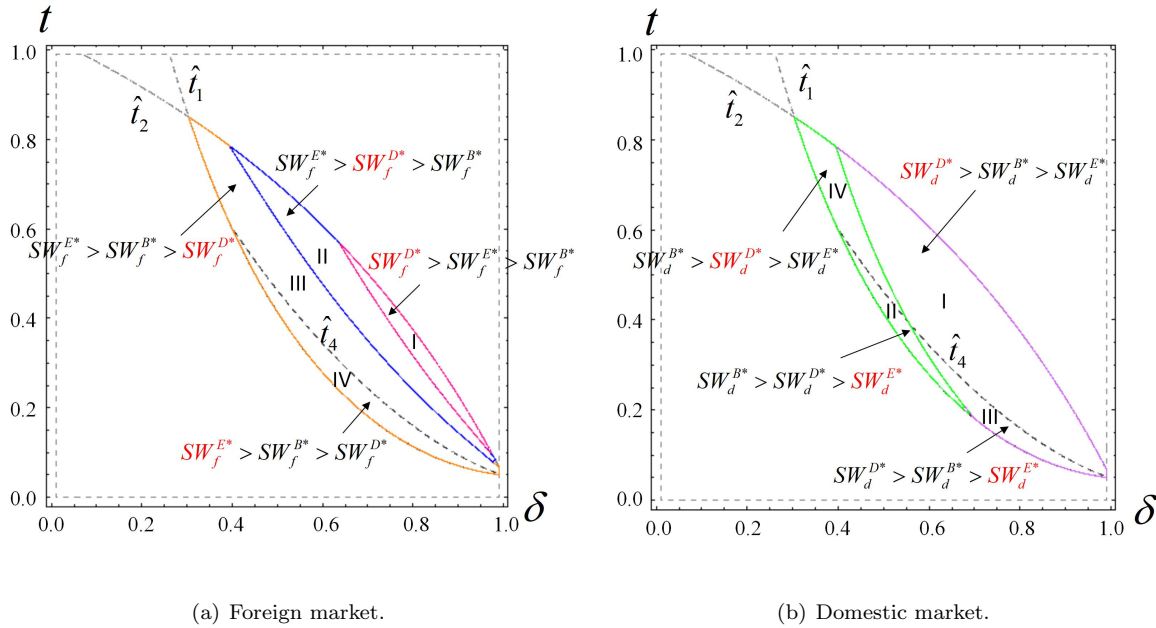 t
1.0
0.8
0.6
0.4
0.2
0.0
0.0 0.2 0.4 0.6 0.8 1.0 δ
t̂₁
t̂₂
SW_f^{E*} > SW_f^{D*} > SW_f^{B*}
SW_f^{E*} > SW_f^{B*} > SW_f^{D*}
II
SW_f^{D*} > SW_f^{E*} > SW_f^{B*}
III
t̂₄
I
IV
SW_f^{E*} > SW_f^{B*} > SW_f^{D*}
(a) Foreign market.
t
1.0
0.8
0.6
0.4
0.2
0.0
0.0 0.2 0.4 0.6 0.8 1.0 δ
t̂₁
t̂₂
SW_d^{D*} > SW_d^{B*} > SW_d^{E*}
IV
SW_d^{B*} > SW_d^{D*} > SW_d^{E*}
I
II
t̂₄
SW_d^{B*} > SW_d^{D*} > SW_d^{E*}
III
SW_d^{D*} > SW_d^{B*} > SW_d^{E*}
(b) Domestic market.